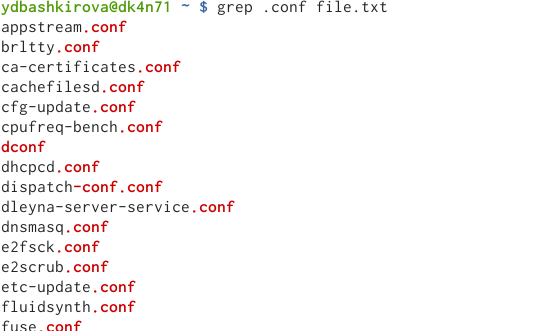 ydbashkirova@dk4n71 ~ $ grep .conf file.txt
appstream.conf
brltty.conf
ca-certificates.conf
cachefilesd.conf
cfg-update.conf
cpufreq-bench.conf
dconf
dhcpcd.conf
dispatch-conf.conf
dleyna-server-service.conf
dnsmasq.conf
e2fsck.conf
e2scrub.conf
etc-update.conf
fluidsynth.conf
fuse.conf